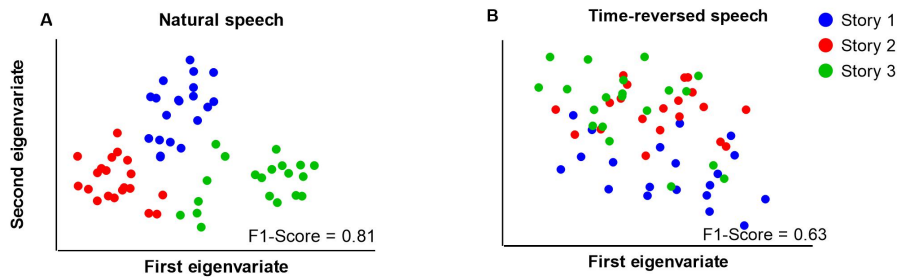 A
Natural speech
Second eigenvariate
F1-Score = 0.81
First eigenvariate
B
Time-reversed speech
F1-Score = 0.63
First eigenvariate
Story 1
Story 2
Story 3